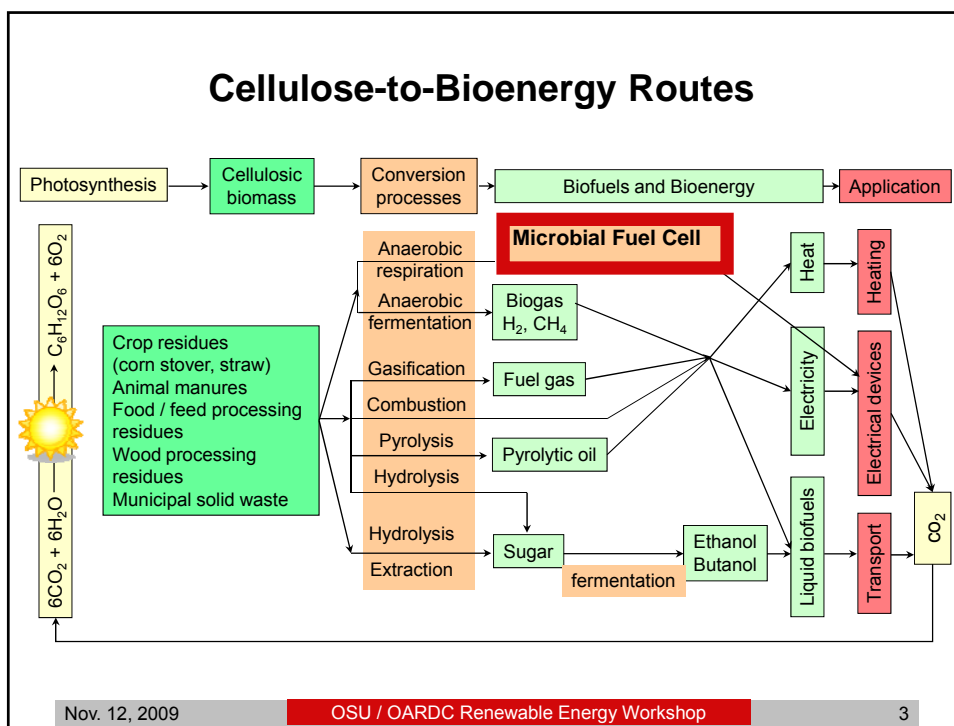 Cellulose-to-Bioenergy Routes
Photosynthesis
Cellulosic
biomass
Conversion
processes
Biofuels and Bioenergy
Application
6CO₂ + 6H₂O
C₆H₁₂O₆ + 6O₂
Crop residues
(corn stover, straw)
Animal manures
Food / feed processing
residues
Wood processing
residues
Municipal solid waste
Anaerobic
respiration
Anaerobic
fermentation
Gasification
Combustion
Pyrolysis
Hydrolysis
Hydrolysis
Extraction
Microbial Fuel Cell
Biogas
H₂, CH₄
Fuel gas
Pyrolytic oil
Sugar
fermentation
Ethanol
Butanol
Heat
Electricity
Liquid biofuels
Heating
Electrical devices
Transport
CO₂
Nov. 12, 2009
OSU / OARDC Renewable Energy Workshop
3